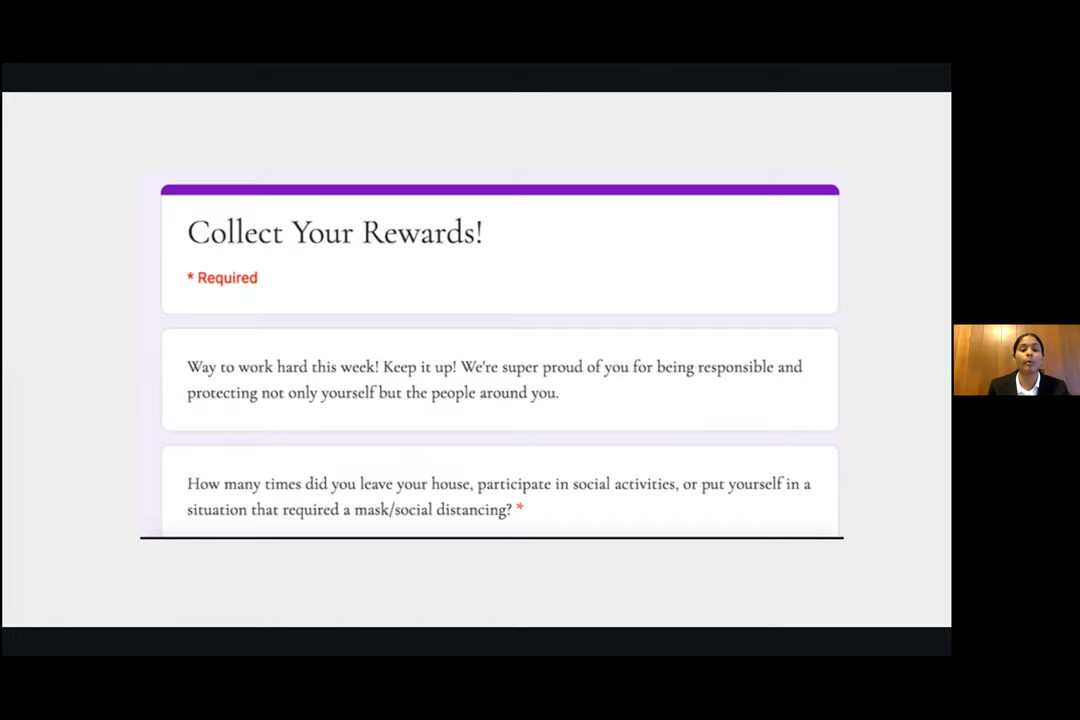 Collect Your Rewards!
* Required
Way to work hard this week! Keep it up! We're super proud of you for being responsible and
protecting not only yourself but the people around you.
How many times did you leave your house, participate in social activities, or put yourself in a
situation that required a mask/social distancing? *